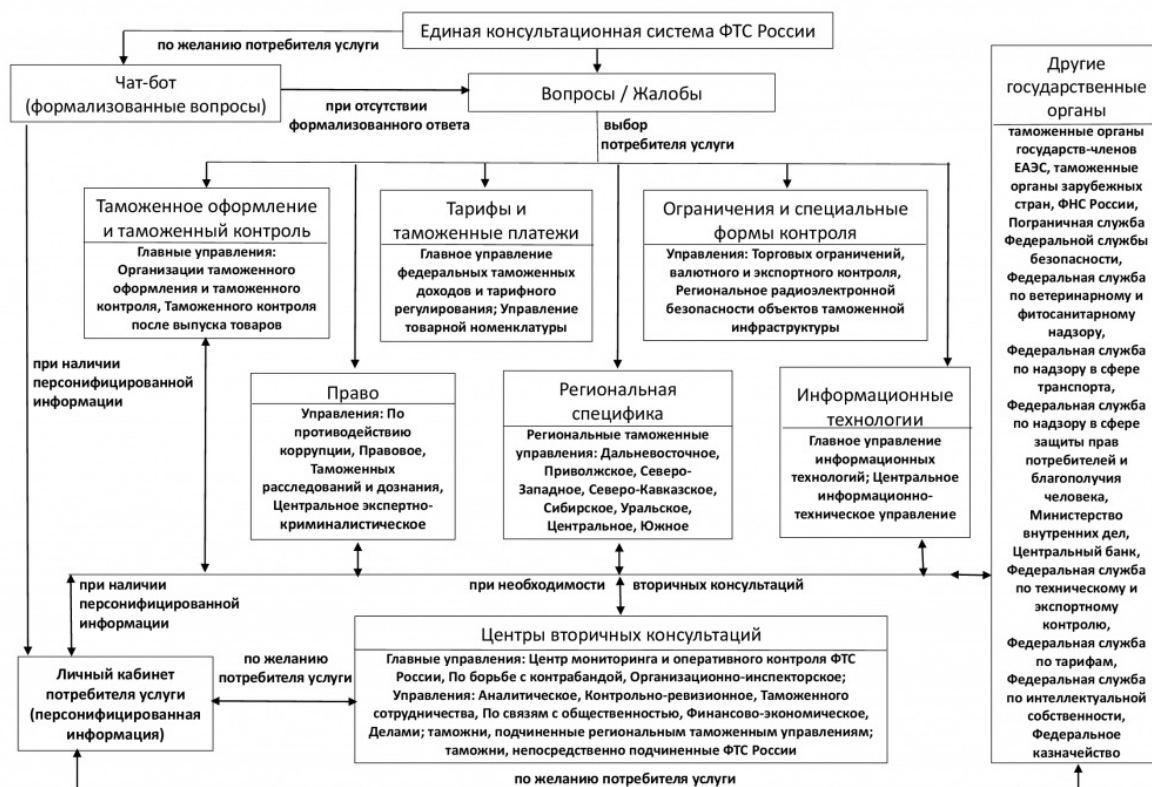 Единая консультационная система ФТС России
по желанию потребителя услуги
Чат-бот
(формализованные вопросы)
при отсутствии
формализованного ответа
Вопросы / Жалобы
выбор
потребителя услуги
Таможенное оформление
и таможенный контроль
Главные управления:
Организации таможенного
оформления и таможенного
контроля, Таможенного контроля
после выпуска товаров
Тарифы и
таможенные платежи
Главное управление
федеральных таможенных
доходов и тарифного
регулирования; Управление
товарной номенклатуры
Ограничения и специальные
формы контроля
Управления: Торговых ограничений,
валютного и экспортного контроля,
Региональное радиоэлектронной
безопасности объектов таможенной
инфраструктуры
при наличии
персонифицированной
информации
Право
Управления: По
противодействию
коррупции, Правовое,
Таможенных
расследований и дознания,
Центральное экспертно-
криминалистическое
Региональная
специфика
Региональные таможенные
управления: Дальневосточное,
Приволжское, Северо-
Западное, Северо-Кавказское,
Сибирское, Уральское,
Центральное, Южное
Информационные
технологии
Главное управление
информационных
технологий; Центральное
информационно-
техническое управление
при наличии
персонифицированной
информации
при необходимости вторичных консультаций
Центры вторичных консультаций
Главные управления: Центр мониторинга и оперативного контроля ФТС
России, По борьбе с контрабандой, Организационно-инспекторское;
Управления: Аналитическое, Контрольно-ревизионное, Таможенного
сотрудничества, По связям с общественностью, Финансово-экономическое,
Делами; таможни, подчиненные региональным таможенным управлениям;
таможни, непосредственно подчиненные ФТС России
Личный кабинет
потребителя услуги
(персонифицированная
информация)
по желанию
потребителя услуги
по желанию потребителя услуги
Другие
государственные
органы
таможенные органы
государств-членов
ЕАЭС, таможенные
органы зарубежных
стран, ФНС России,
Пограничная служба
Федеральной службы
безопасности,
Федеральная служба
по ветеринарному и
фитосанитарному
надзору,
Федеральная служба
по надзору в сфере
транспорта,
Федеральная служба
по надзору в сфере
защиты прав
потребителей и
благополучия
человека,
Министерство
внутренних дел,
Центральный банк,
Федеральная служба
по техническому и
экспортному
контролю,
Федеральная служба
по тарифам,
Федеральная служба
по интеллектуальной
собственности,
Федеральное
казначейство